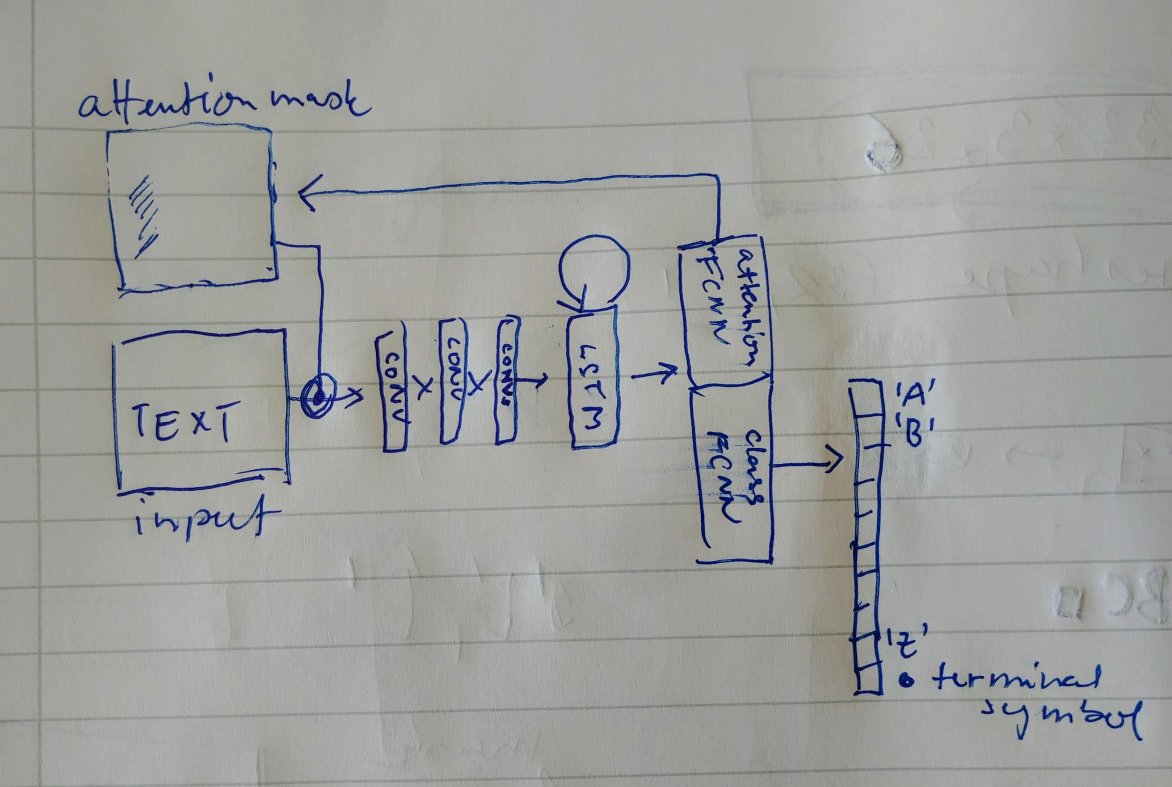 attention mask
TEXT
input
CONV
CONV
CONV
LSTM
attention
FCNN
class
FCNN
'A'
'B'
'Z'
terminal
symbol